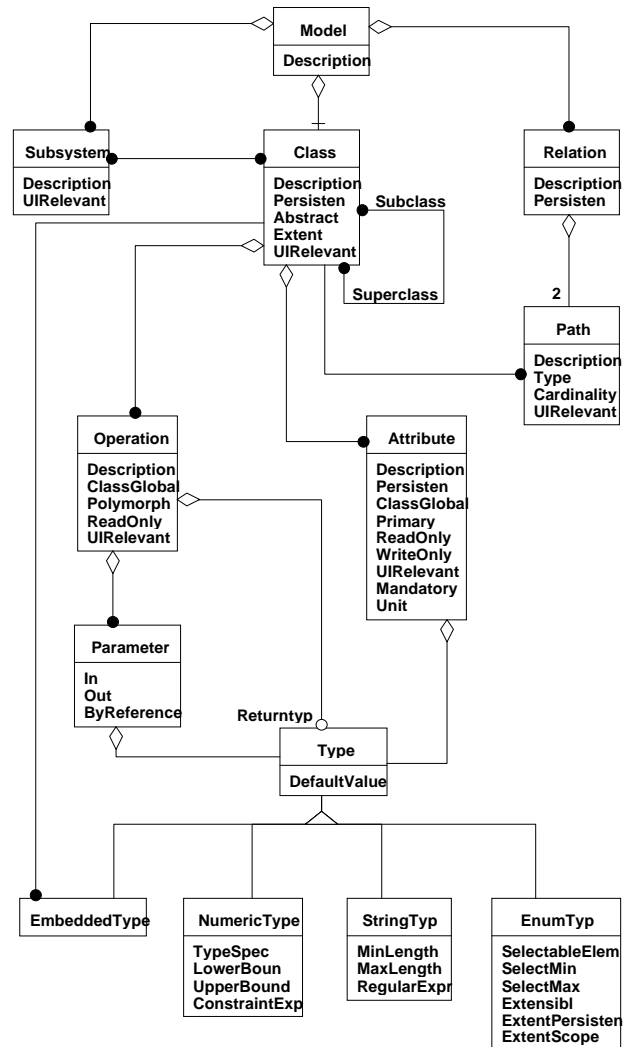 Model
Description
Subsystem
Description
UIRelevant
Class
Description
Persisten
Abstract
Extent
UIRelevant
Subclass
Superclass
Relation
Description
Persisten
2
Path
Description
Type
Cardinality
UIRelevant
Operation
Description
ClassGlobal
Polymorph
ReadOnly
UIRelevant
Attribute
Description
Persisten
ClassGlobal
Primary
ReadOnly
WriteOnly
UIRelevant
Mandatory
Unit
Parameter
In
Out
ByReference
Returntyp
Type
DefaultValue
EmbeddedType
NumericType
TypeSpec
LowerBoun
UpperBound
ConstraintExp
StringTyp
MinLength
MaxLength
RegularExpr
EnumTyp
SelectableElem
SelectMin
SelectMax
Extensibl
ExtentPersisten
ExtentScope